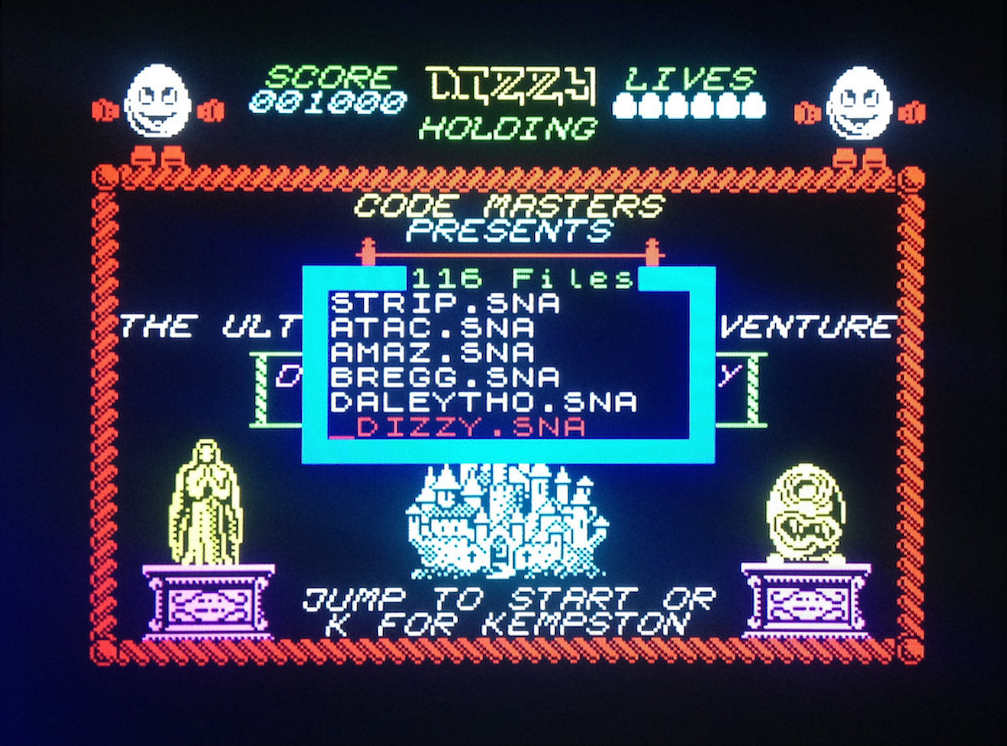 SCORE DIZZY LIVES
001000
HOLDING
CODE MASTERS
PRESENTS
116 Files
STRIP.SNA
THE ULT VENTURE
ATAC.SNA
AMAZ.SNA
D BREGG.SNA Y
DALEYTHO.SNA
_DIZZY.SNA
JUMP TO START OR
K FOR KEMPSTON